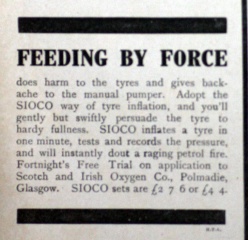 FEEDING BY FORCE
does harm to the tyres and gives back-
ache to the manual pumper. Adopt the
SIOCO way of tyre inflation, and you'll
gently but swiftly persuade the tyre to
hardy fullness. SIOCO inflates a tyre in
one minute, tests and records the pressure,
and will instantly dout a raging petrol fire.
Fortnight's Free Trial on application to
Scotch and Irish Oxygen Co., Polmadie,
Glasgow. SIOCO sets are £2 7 6 or £4 4.